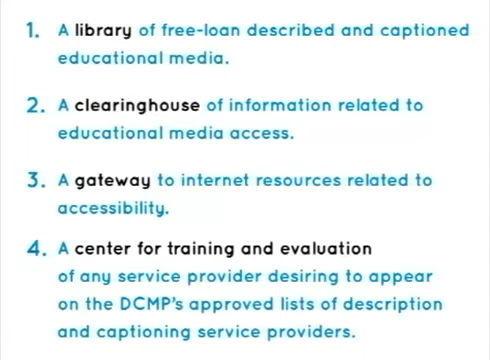 1. A library of free-loan described and captioned
educational media.
2. A clearinghouse of information related to
educational media access.
3. A gateway to internet resources related to
accessibility.
4. A center for training and evaluation
of any service provider desiring to appear
on the DCMP's approved lists of description
and captioning service providers.